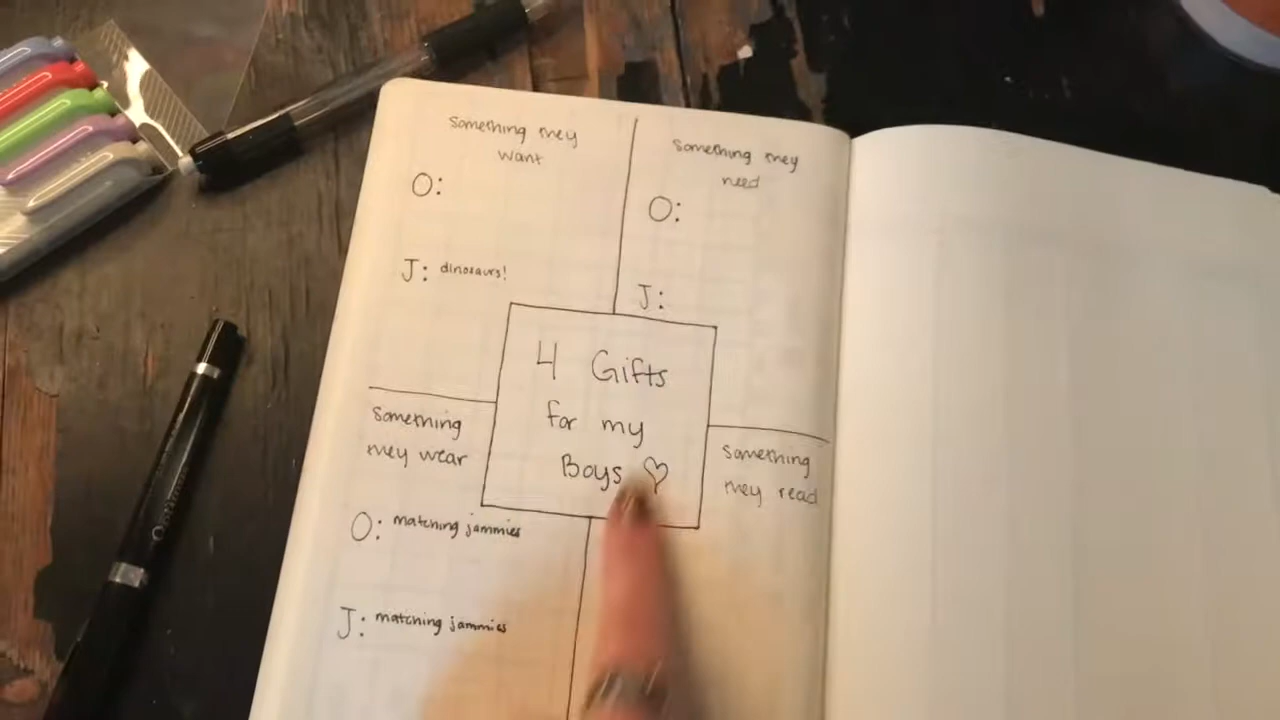 Something they
want
O:
J: dinosaurs!
Something they
need
O:
J:
4 Gifts
for my
Boys ♡
Something
they wear
O: matching jammies
J: matching jammies
Something
they read